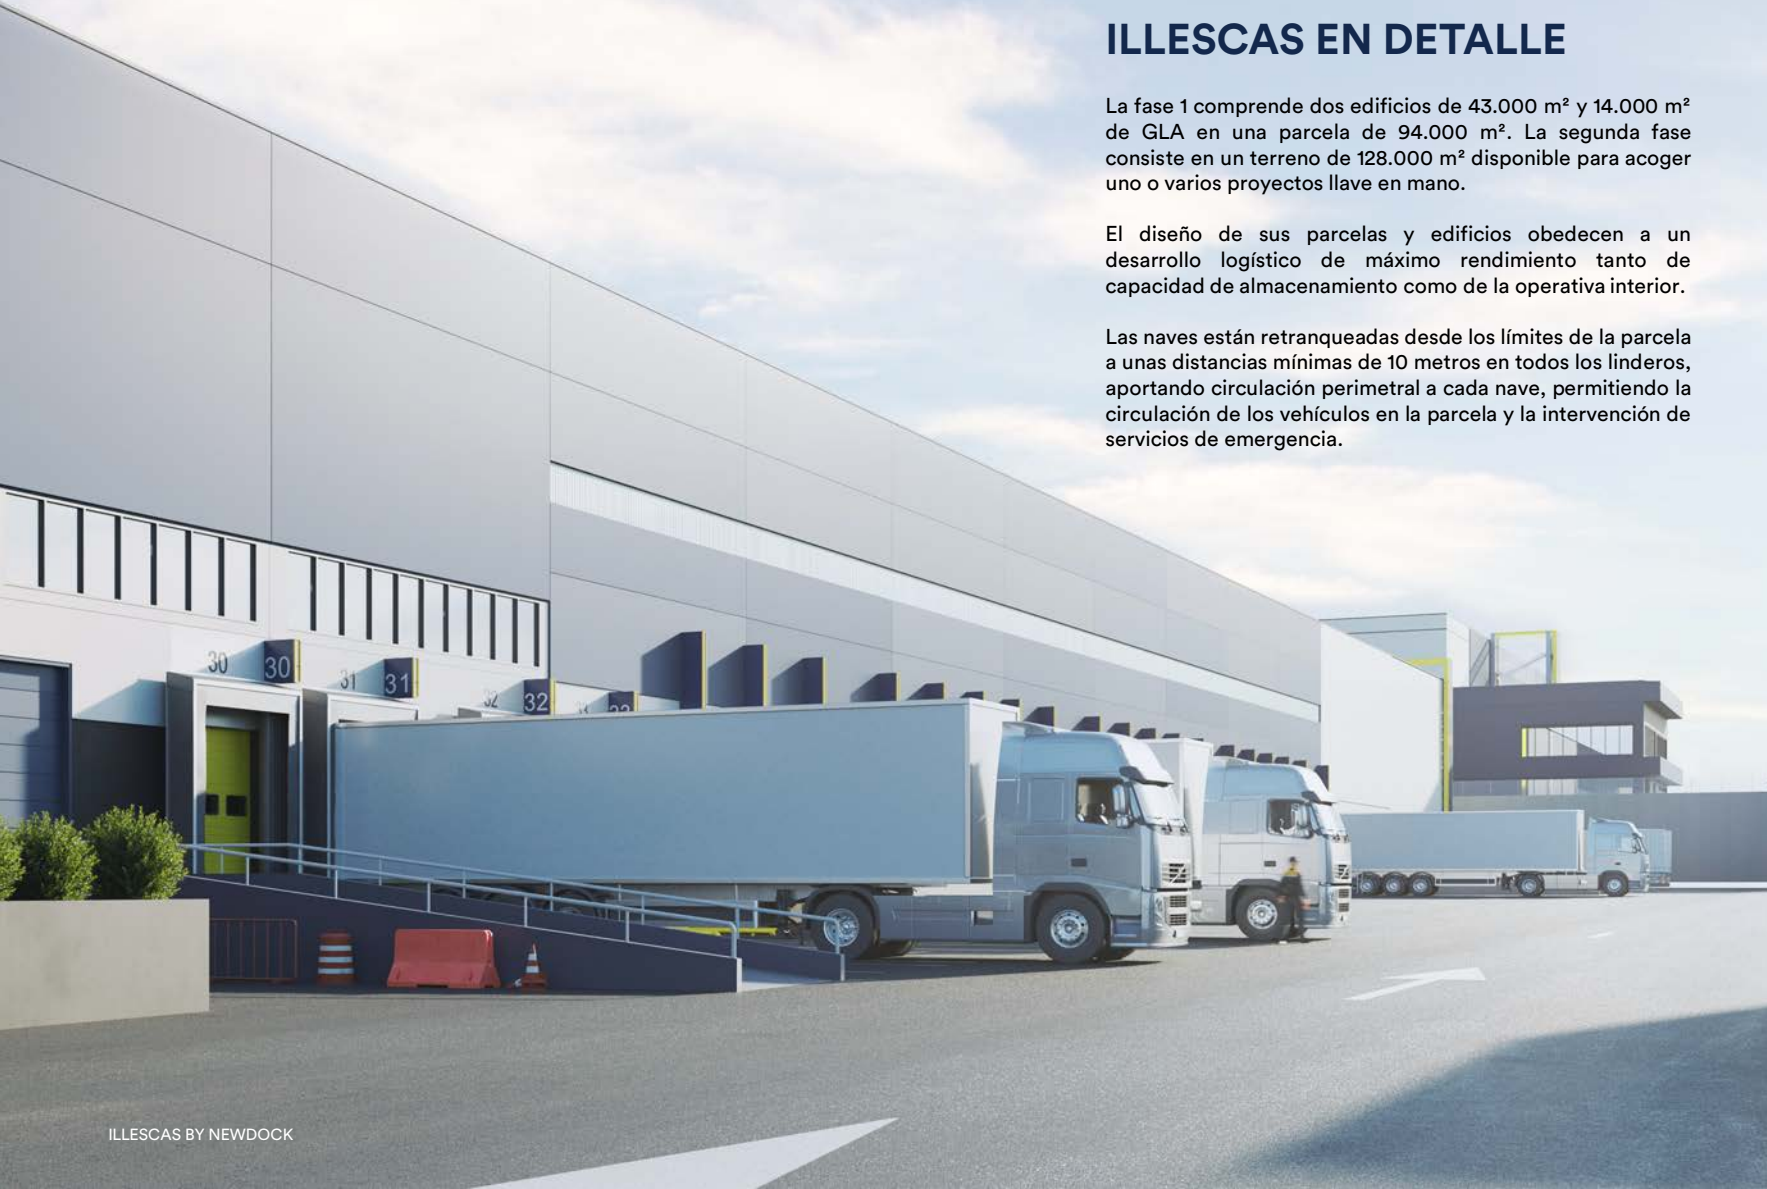 ILLESCAS EN DETALLE
La fase 1 comprende dos edificios de 43.000 m² y 14.000 m²
de GLA en una parcela de 94.000 m². La segunda fase
consiste en un terreno de 128.000 m² disponible para acoger
uno o varios proyectos llave en mano.
El diseño de sus parcelas y edificios obedecen a un
desarrollo logístico de máximo rendimiento tanto de
capacidad de almacenamiento como de la operativa interior.
Las naves están retranqueadas desde los límites de la parcela
a unas distancias mínimas de 10 metros en todos los linderos,
aportando circulación perimetral a cada nave, permitiendo la
circulación de los vehículos en la parcela y la intervención de
servicios de emergencia.
30 30
31 31
32 32
ILLESCAS BY NEWDOCK